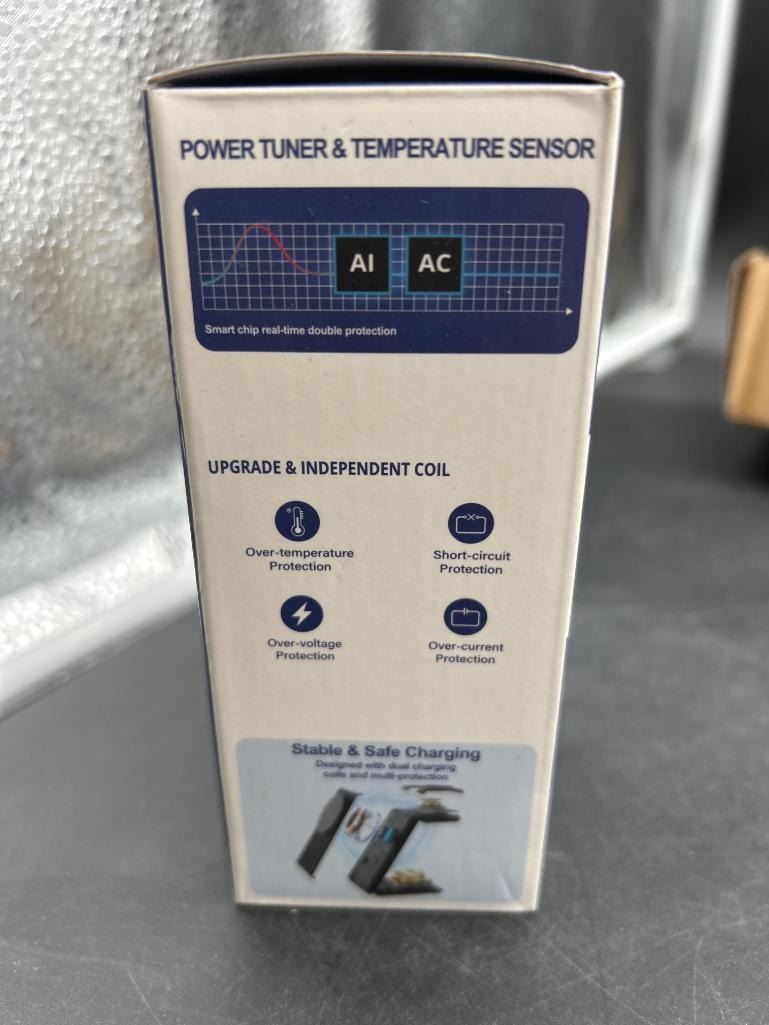 POWER TUNER & TEMPERATURE SENSOR
AI AC
Smart chip real-time double protection
UPGRADE & INDEPENDENT COIL
Over-temperature
Protection
Short-circuit
Protection
Over-voltage
Protection
Over-current
Protection
Stable & Safe Charging
Designed with dual charging
coils and multi-protection